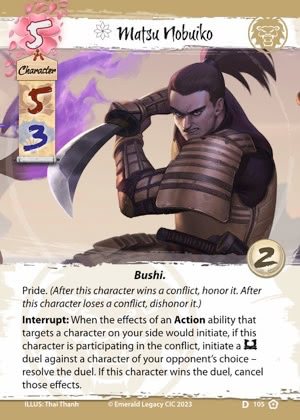 5
Matsu Nobuiko
Character
5
3
2
Bushi.
Pride. (After this character wins a conflict, honor it. After
this character loses a conflict, dishonor it.)
Interrupt: When the effects of an Action ability that
targets a character on your side would initiate, if this
character is participating in the conflict, initiate a
duel against a character of your opponent's choice –
resolve the duel. If this character wins the duel, cancel
those effects.
ILLUS: Thai Thanh © Emerald Legacy CIC 2023 D 105